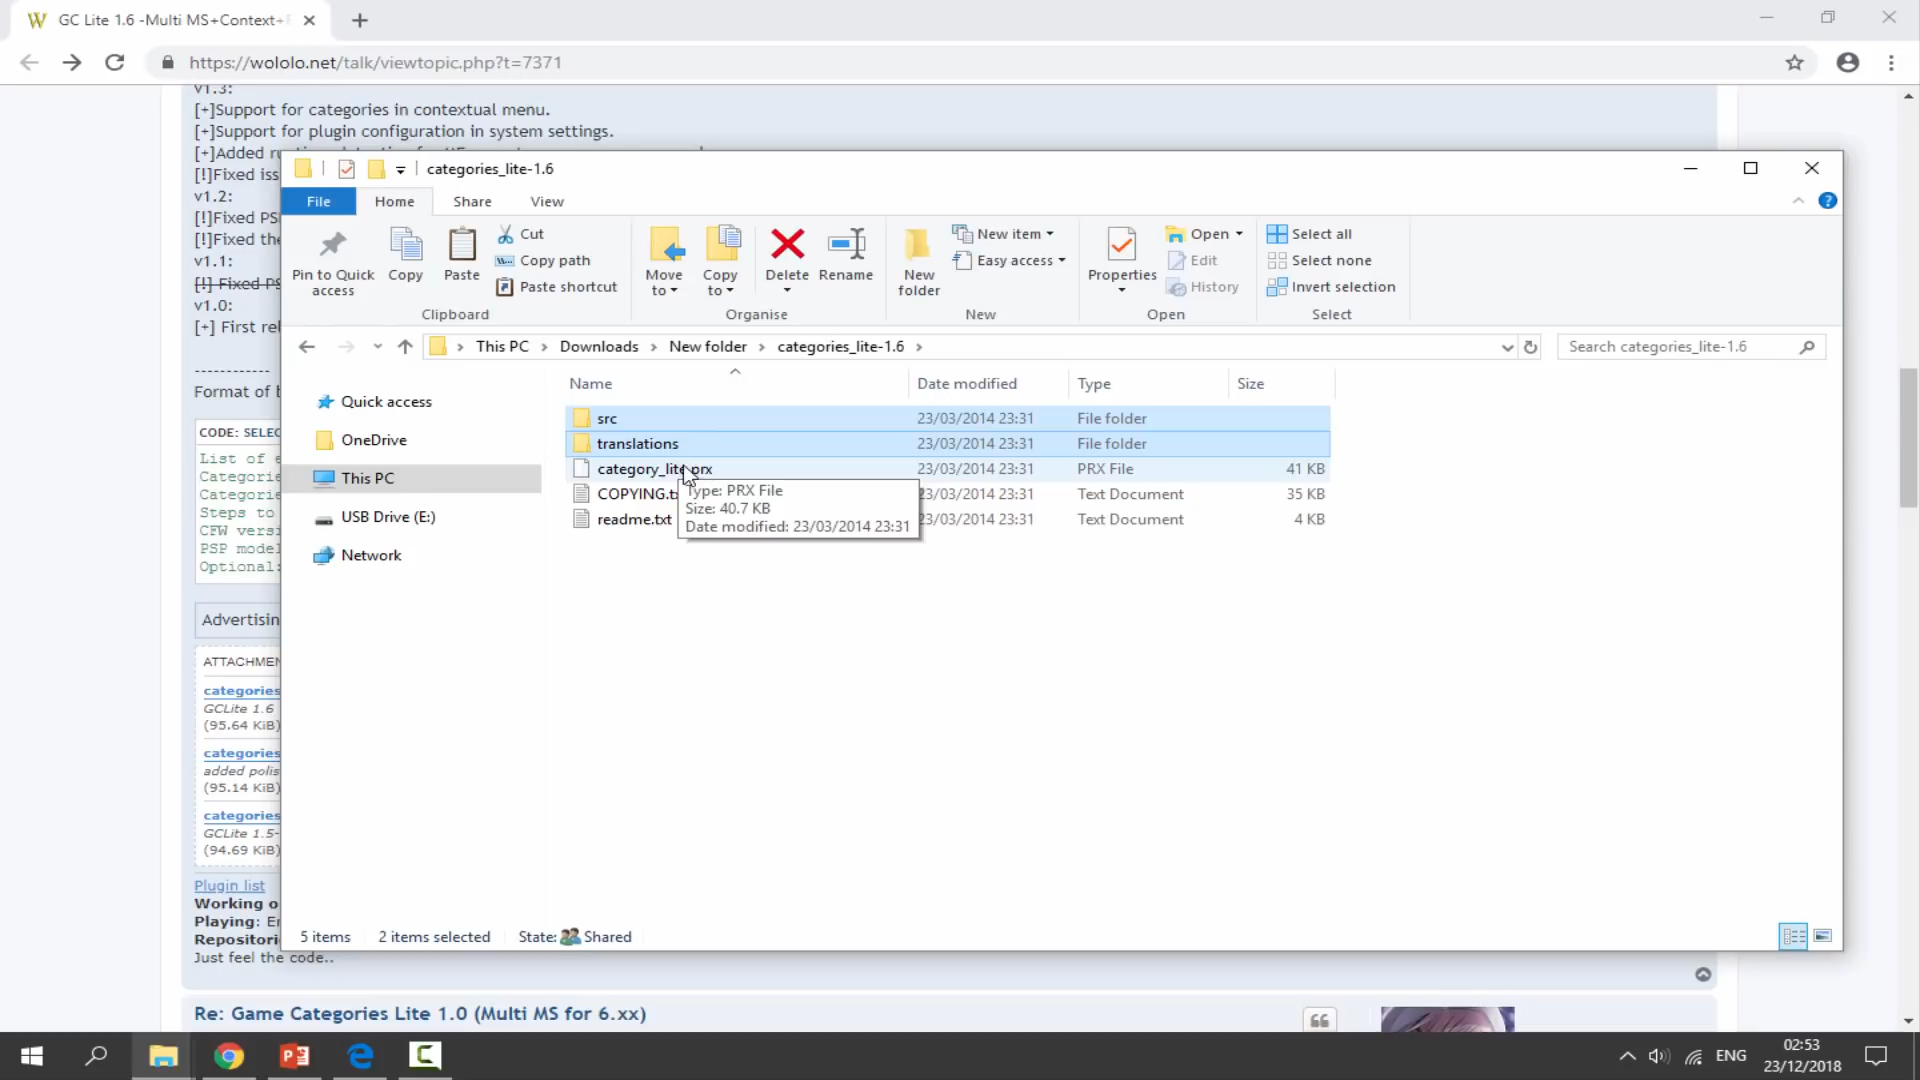 GC Lite 1.6 -Multi MS+Context+
https://wololo.net/talk/viewtopic.php?t=7371
v1.3:
[+]Support for categories in contextual menu.
[+]Support for plugin configuration in system settings.
[+]Added
[!]Fixed iss
v1.2:
[!]Fixed PS
[!]Fixed the
v1.1:
[!] Fixed PS
v1.0:
[+] First rel
------------
Format of b
CODE: SELEC
List of e
Categorie
Categorie
Steps to
CFW versi
PSP model
Optional:
Advertisin
ATTACHMEN
categories
GCLite 1.6
(95.64 KiB)
categories
added polis
(95.14 KiB)
categories
GCLite 1.5-
(94.69 KiB)
Plugin list
Working o
Playing: Er
Repositori
Just feel the code..
Re: Game Categories Lite 1.0 (Multi MS for 6.xx)
categories_lite-1.6
File Home Share View
Pin to Quick access
Copy
Paste
Cut
Copy path
Paste shortcut
Clipboard
Move to
Copy to
Delete
Rename
Organise
New folder
New item
Easy access
New
Properties
Open
Edit
History
Open
Select all
Select none
Invert selection
Select
This PC > Downloads > New folder > categories_lite-1.6 >
Search categories_lite-1.6
Quick access
OneDrive
This PC
USB Drive (E:)
Network
Name Date modified Type Size
src 23/03/2014 23:31 File folder
translations 23/03/2014 23:31 File folder
category_lite.prx 23/03/2014 23:31 PRX File 41 KB
COPYING.tx 23/03/2014 23:31 Text Document 35 KB
readme.txt 23/03/2014 23:31 Text Document 4 KB
Type: PRX File
Size: 40.7 KB
Date modified: 23/03/2014 23:31
5 items 2 items selected State: Shared
ENG
02:53
23/12/2018